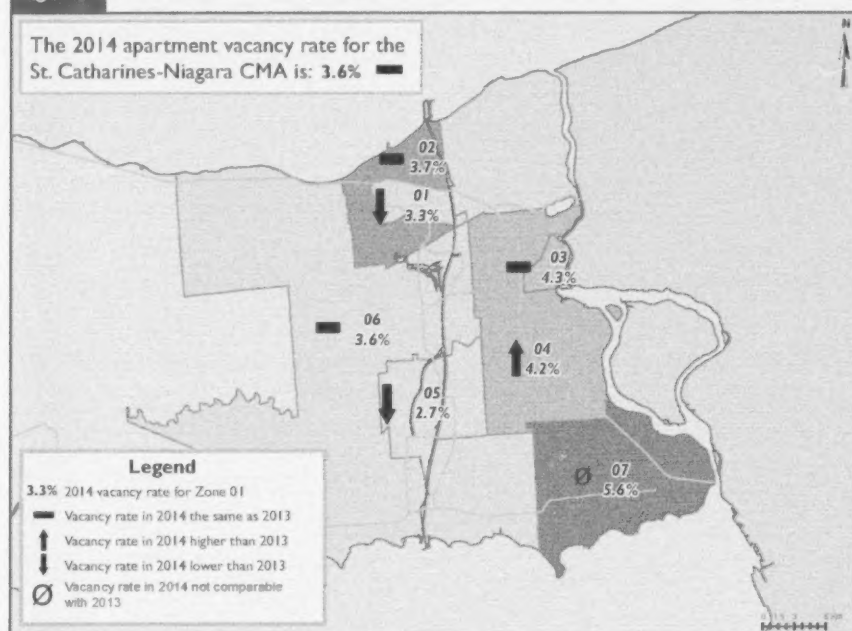 The 2014 apartment vacancy rate for the
St. Catharines-Niagara CMA is: 3.6%
N
02
3.7%
01
3.3%
03
4.3%
06
3.6%
04
4.2%
05
2.7%
07
5.6%
Legend
3.3% 2014 vacancy rate for Zone 01
Vacancy rate in 2014 the same as 2013
Vacancy rate in 2014 higher than 2013
Vacancy rate in 2014 lower than 2013
Ø Vacancy rate in 2014 not comparable
with 2013